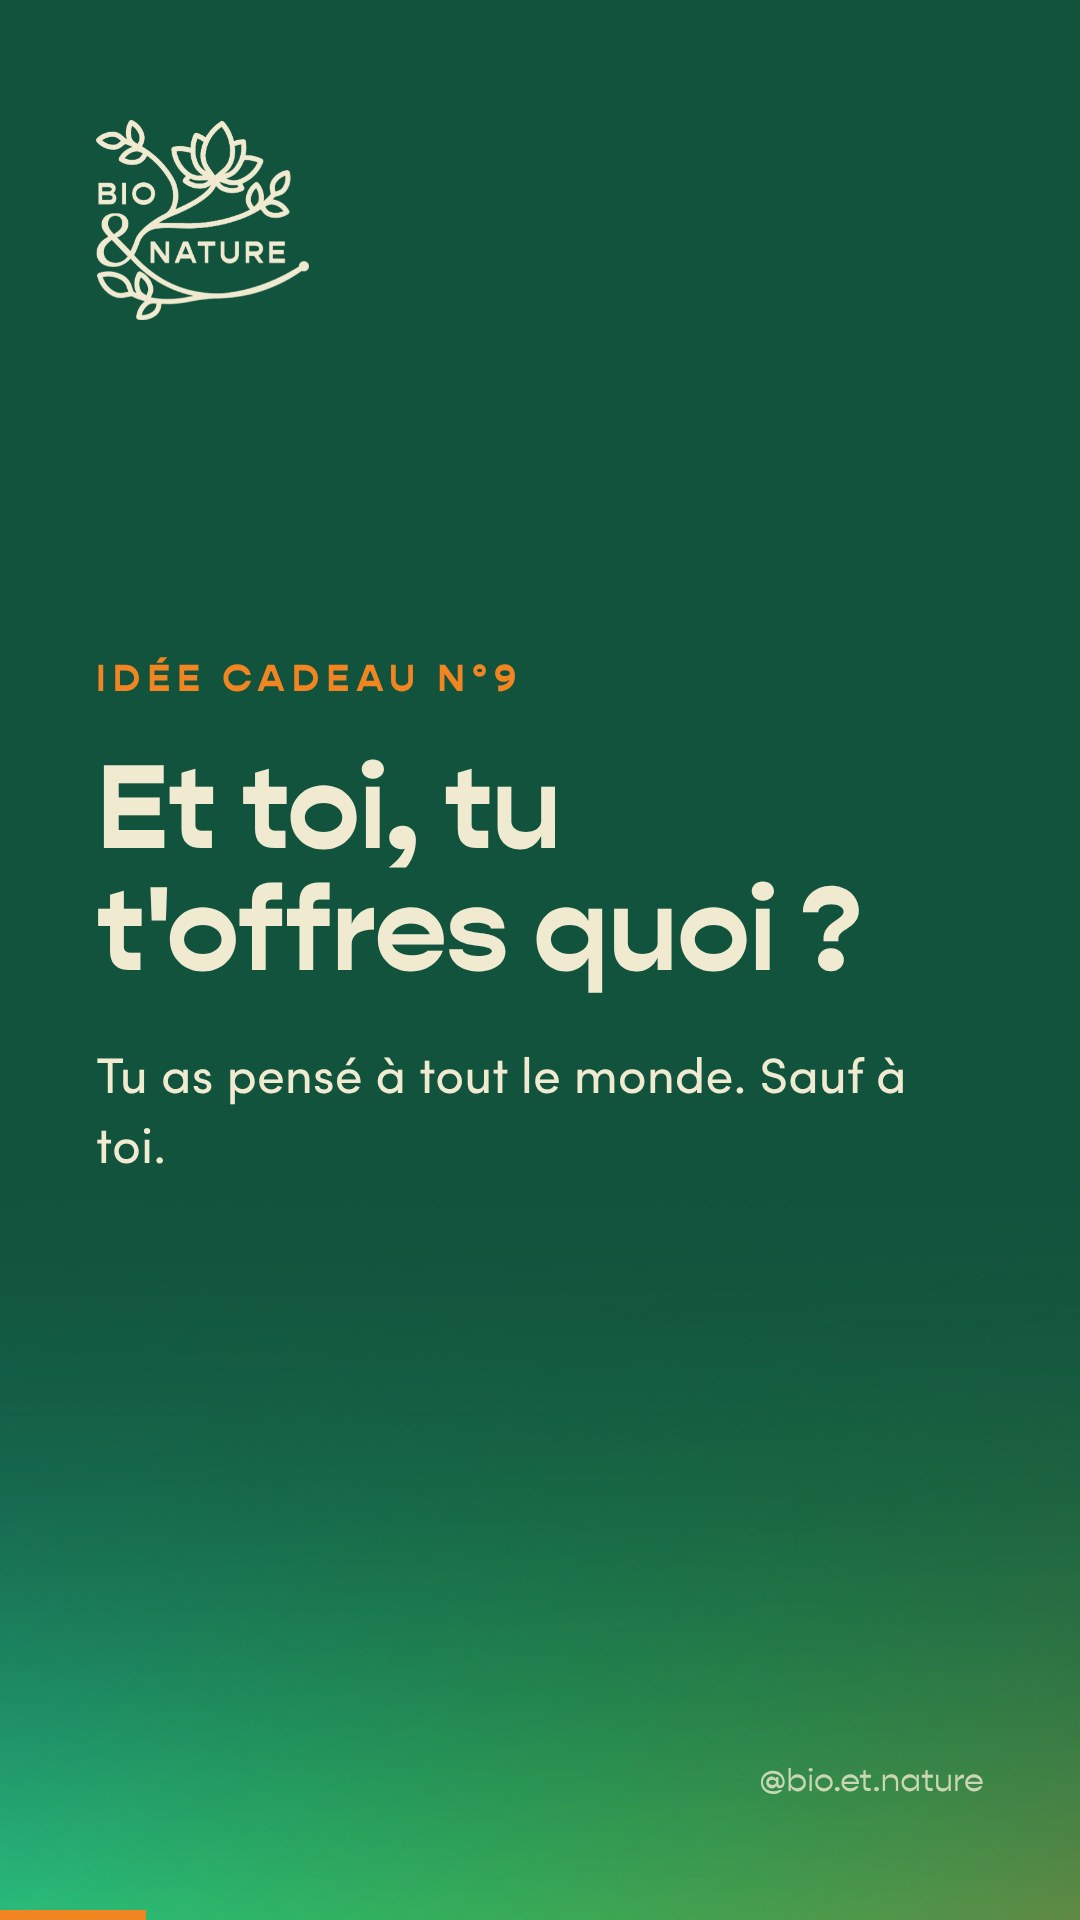 BIO
& NATURE
IDÉE CADEAU N°9
Et toi, tu
t'offres quoi ?
Tu as pensé à tout le monde. Sauf à
toi.
@bio.et.nature